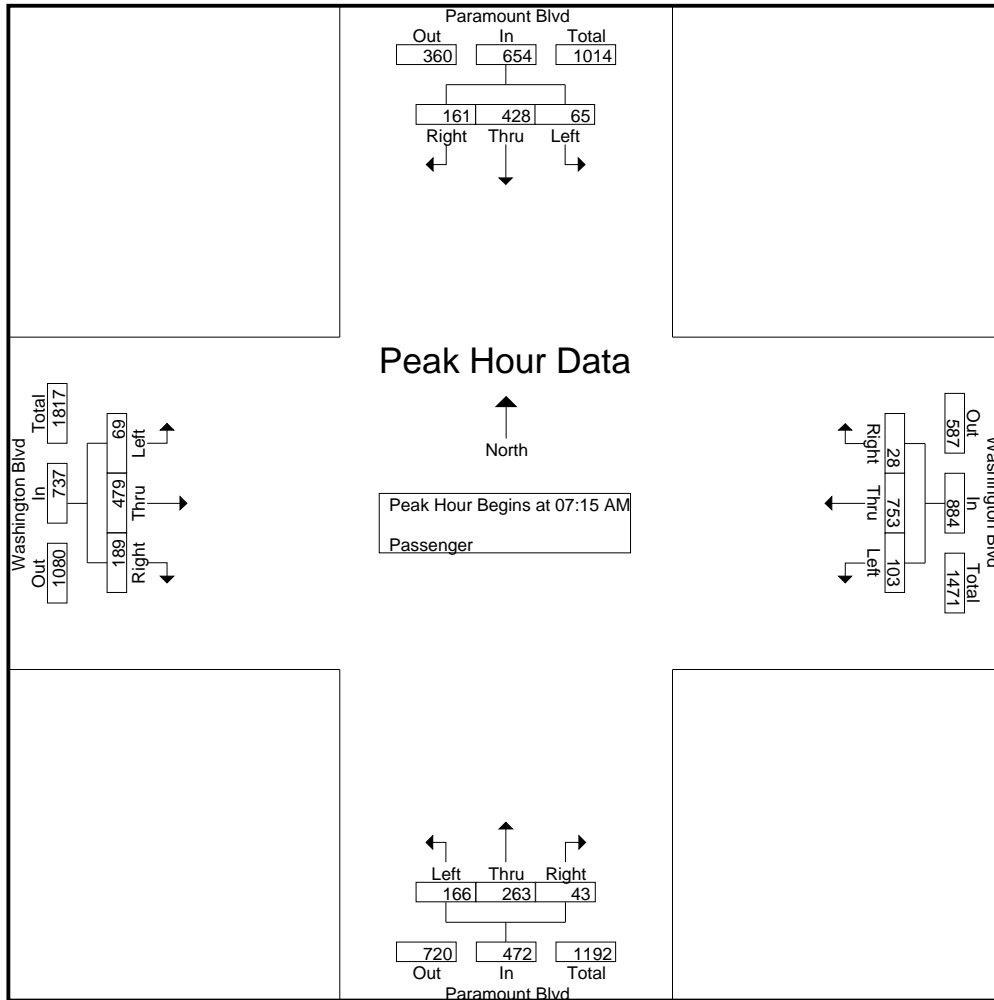 Paramount Blvd
Out In Total
360 654 1014
161 428 65
Right Thru Left
Peak Hour Data
North
Peak Hour Begins at 07:15 AM
Passenger
Washington Blvd
Total In Out
1817 737 1080
69 479 189
Left Thru Right
Right Thru Left
28 753 103
587 884 1471
Out In Total
Washington Blvd
Left Thru Right
166 263 43
720 472 1192
Out In Total
Paramount Blvd